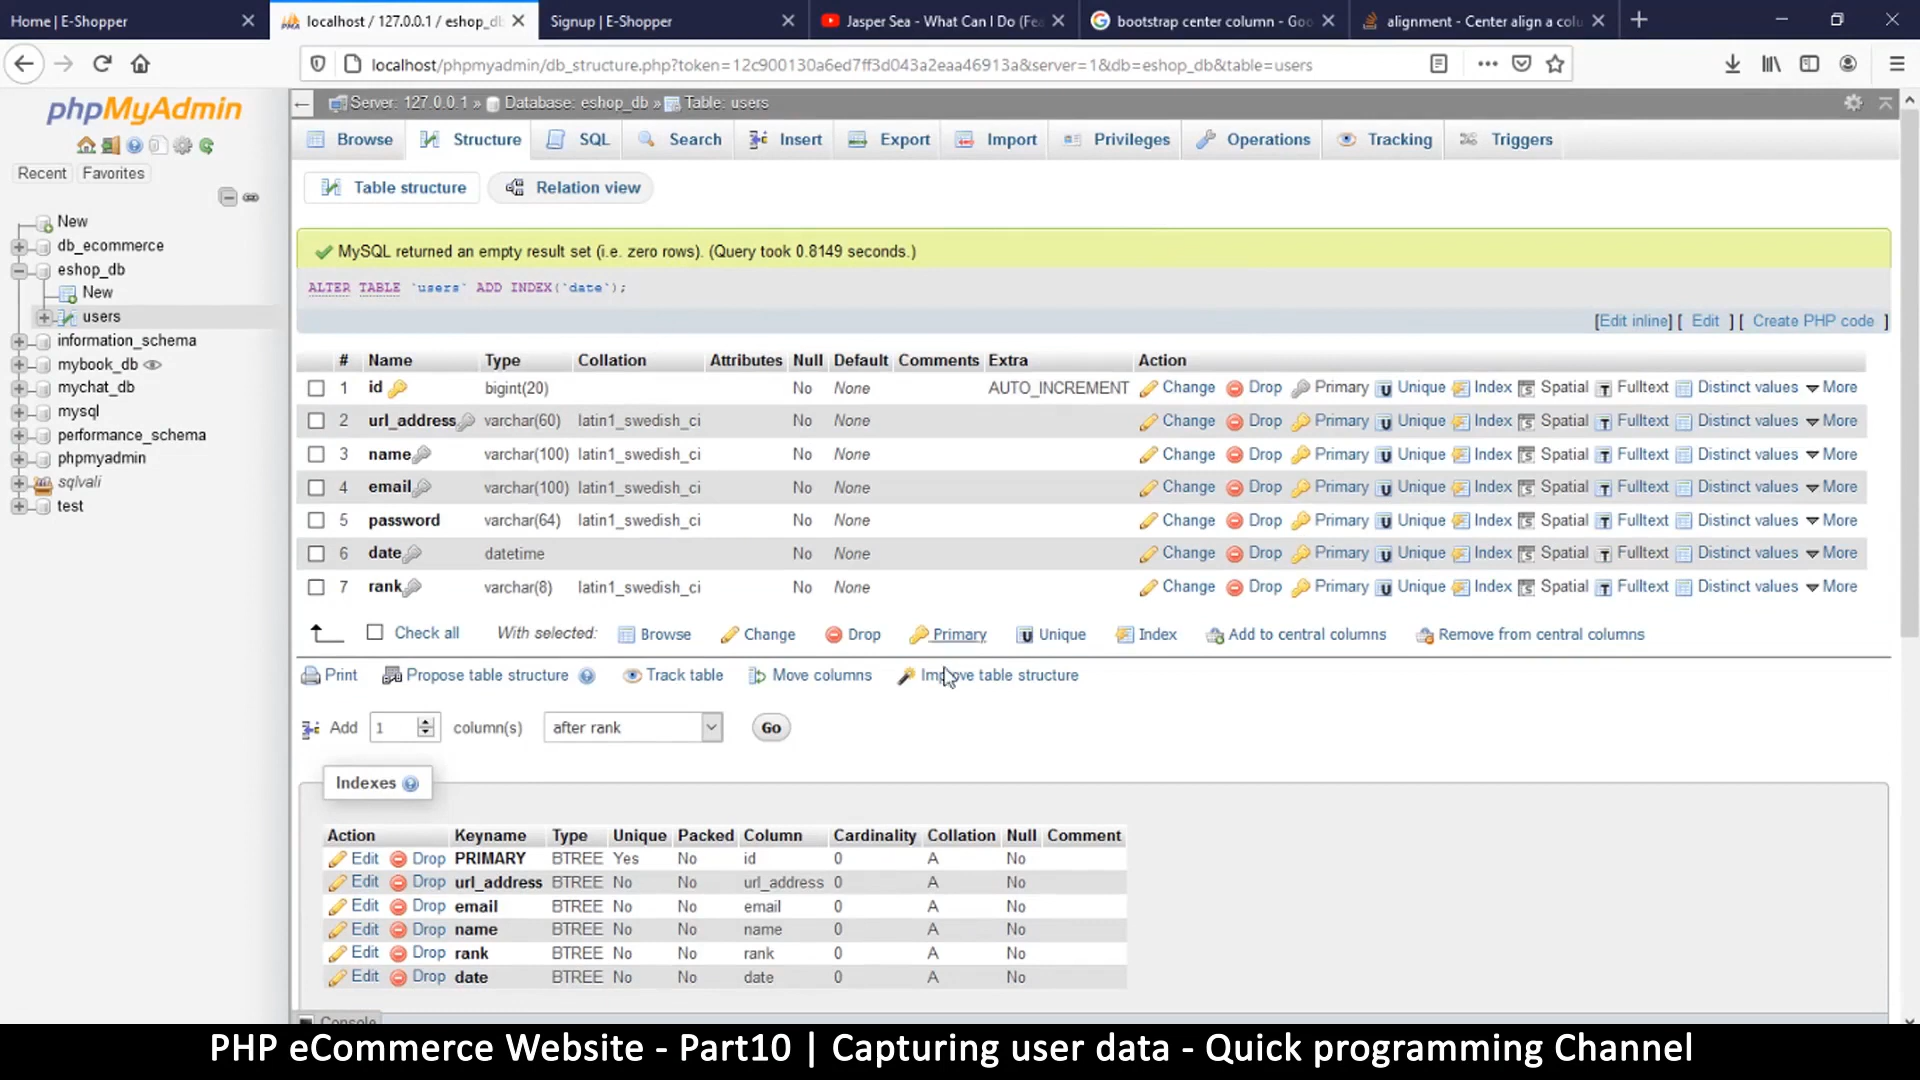 Home | E-Shopper
localhost / 127.0.0.1 / eshop_db
Signup | E-Shopper
Jasper Sea - What Can I Do (Fea
bootstrap center column - Goo
alignment - Center align a colu
localhost/phpmyadmin/db_structure.php?token=12c900130a6ed7ff3d043a2eaa46913a&server=1&db=eshop_db&table=users
phpMyAdmin
Recent Favorites
New
db_ecommerce
eshop_db
New
users
information_schema
mybook_db
mychat_db
mysql
performance_schema
phpmyadmin
sqlvali
test
Server: 127.0.0.1 » Database: eshop_db » Table: users
Browse Structure SQL Search Insert Export Import Privileges Operations Tracking Triggers
Table structure Relation view
MySQL returned an empty result set (i.e. zero rows). (Query took 0.8149 seconds.)
ALTER TABLE `users` ADD INDEX(`date`);
[Edit inline] [ Edit ] [ Create PHP code ]
# Name Type Collation Attributes Null Default Comments Extra Action
1 id bigint(20) No None AUTO_INCREMENT Change Drop Primary Unique Index Spatial Fulltext Distinct values More
2 url_address varchar(60) latin1_swedish_ci No None Change Drop Primary Unique Index Spatial Fulltext Distinct values More
3 name varchar(100) latin1_swedish_ci No None Change Drop Primary Unique Index Spatial Fulltext Distinct values More
4 email varchar(100) latin1_swedish_ci No None Change Drop Primary Unique Index Spatial Fulltext Distinct values More
5 password varchar(64) latin1_swedish_ci No None Change Drop Primary Unique Index Spatial Fulltext Distinct values More
6 date datetime No None Change Drop Primary Unique Index Spatial Fulltext Distinct values More
7 rank varchar(8) latin1_swedish_ci No None Change Drop Primary Unique Index Spatial Fulltext Distinct values More
Check all With selected: Browse Change Drop Primary Unique Index Add to central columns Remove from central columns
Print Propose table structure Track table Move columns Improve table structure
Add 1 column(s) after rank Go
Indexes
Action Keyname Type Unique Packed Column Cardinality Collation Null Comment
Edit Drop PRIMARY BTREE Yes No id 0 A No
Edit Drop url_address BTREE No No url_address 0 A No
Edit Drop email BTREE No No email 0 A No
Edit Drop name BTREE No No name 0 A No
Edit Drop rank BTREE No No rank 0 A No
Edit Drop date BTREE No No date 0 A No
Console
PHP eCommerce Website - Part10 | Capturing user data - Quick programming Channel